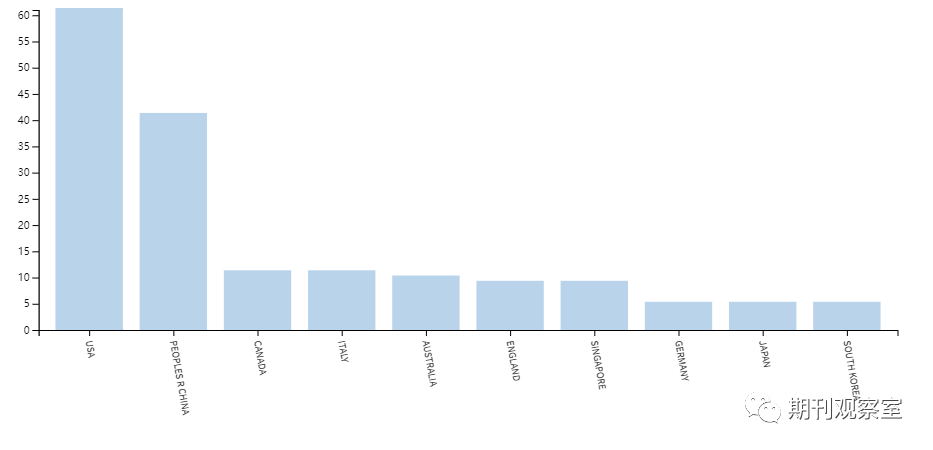 60
55
50
45
40
35
30
25
20
15
10
5
0
USA
PEOPLES R CHINA
CANADA
ITALY
AUSTRALIA
ENGLAND
SINGAPORE
GERMANY
JAPAN
SOUTH KOREA
期刊观察室